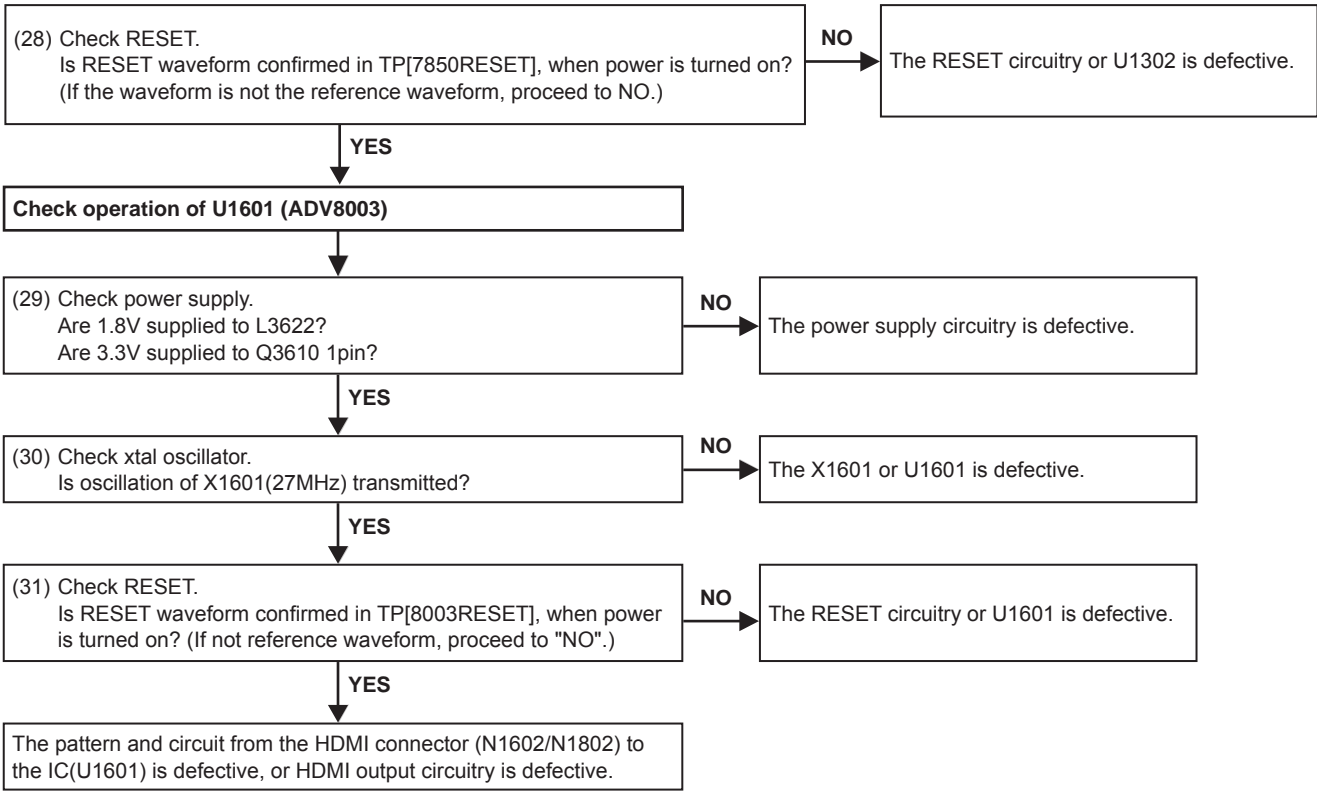 (28) Check RESET.
Is RESET waveform confirmed in TP[7850RESET], when power is turned on?
(If the waveform is not the reference waveform, proceed to NO.)
NO
The RESET circuitry or U1302 is defective.
YES
Check operation of U1601 (ADV8003)
(29) Check power supply.
Are 1.8V supplied to L3622?
Are 3.3V supplied to Q3610 1pin?
NO
The power supply circuitry is defective.
YES
(30) Check xtal oscillator.
Is oscillation of X1601(27MHz) transmitted?
NO
The X1601 or U1601 is defective.
YES
(31) Check RESET.
Is RESET waveform confirmed in TP[8003RESET], when power
is turned on? (If not reference waveform, proceed to "NO".)
NO
The RESET circuitry or U1601 is defective.
YES
The pattern and circuit from the HDMI connector (N1602/N1802) to
the IC(U1601) is defective, or HDMI output circuitry is defective.